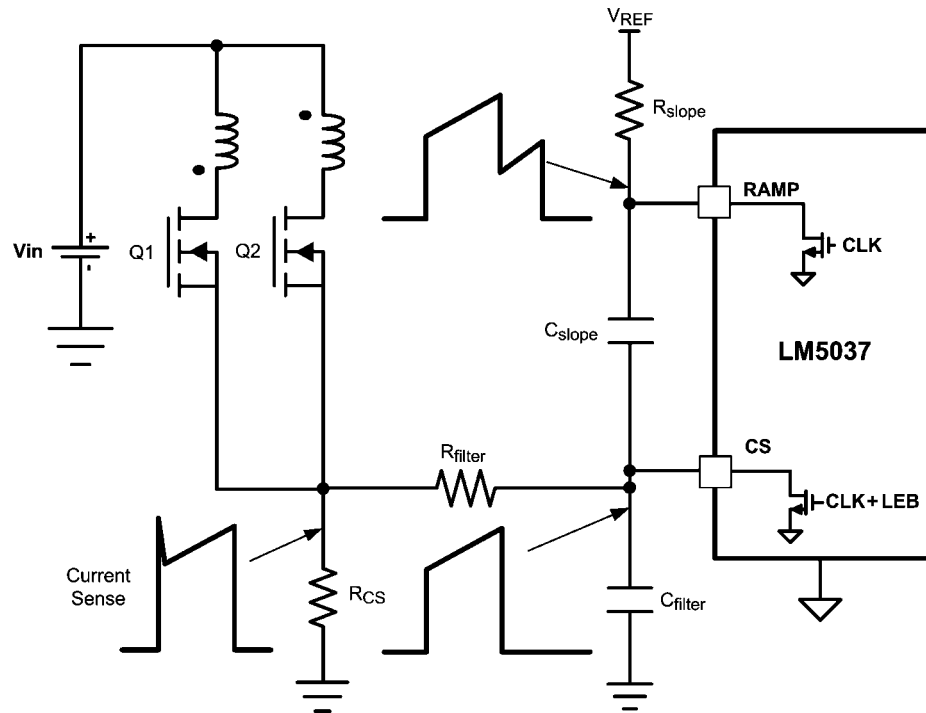 VREF
Rslope
RAMP
CLK
Vin
+
-
Q1
Q2
Cslope
LM5037
CS
Rfilter
CLK+LEB
Current
Sense
RCS
Cfilter